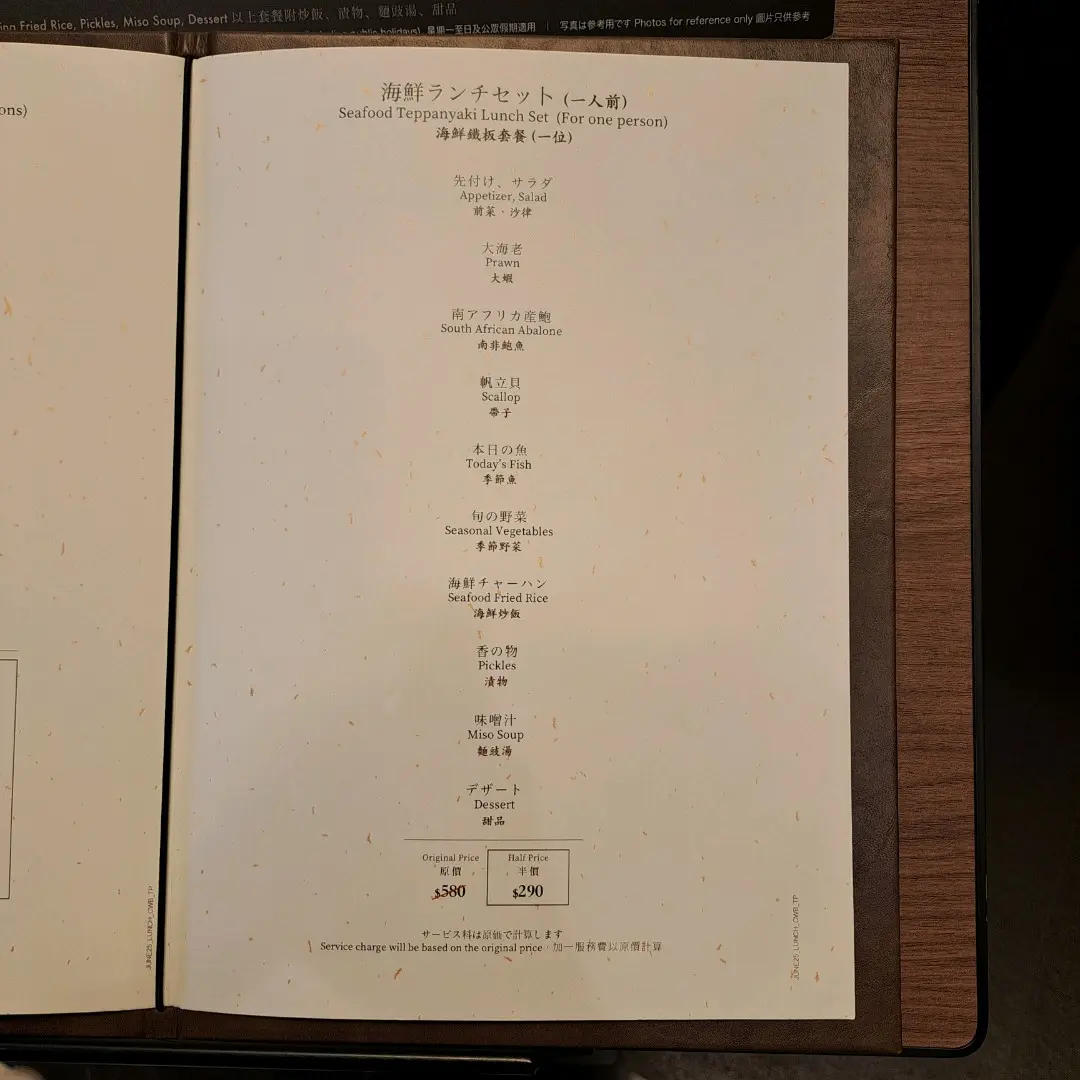 Fried Rice, Pickles, Miso Soup, Dessert 以上套餐附炒飯、漬物、麵豉湯、甜品
public holidays), 星期一至日及公眾假期適用 | 写真は参考用です Photos for reference only 圖片只供參考
ons)
海鮮ランチセット (一人前)
Seafood Teppanyaki Lunch Set (For one person)
海鮮鐵板套餐 (一位)
先付け、サラダ
Appetizer, Salad
前菜・沙律
大海老
Prawn
大蝦
南アフリカ産鮑
South African Abalone
南非鮑魚
帆立貝
Scallop
帶子
本日の魚
Today's Fish
季節魚
旬の野菜
Seasonal Vegetables
季節野菜
海鮮チャーハン
Seafood Fried Rice
海鮮炒飯
香の物
Pickles
漬物
味噌汁
Miso Soup
麵豉湯
デザート
Dessert
甜品
Original Price
原價
$580
Half Price
半價
$290
サービス料は原価で計算します
Service charge will be based on the original price 加一服務費以原價計算
JUNE25_LUNCH_CWB_TP
JUNE25_LUNCH_CWB_TP